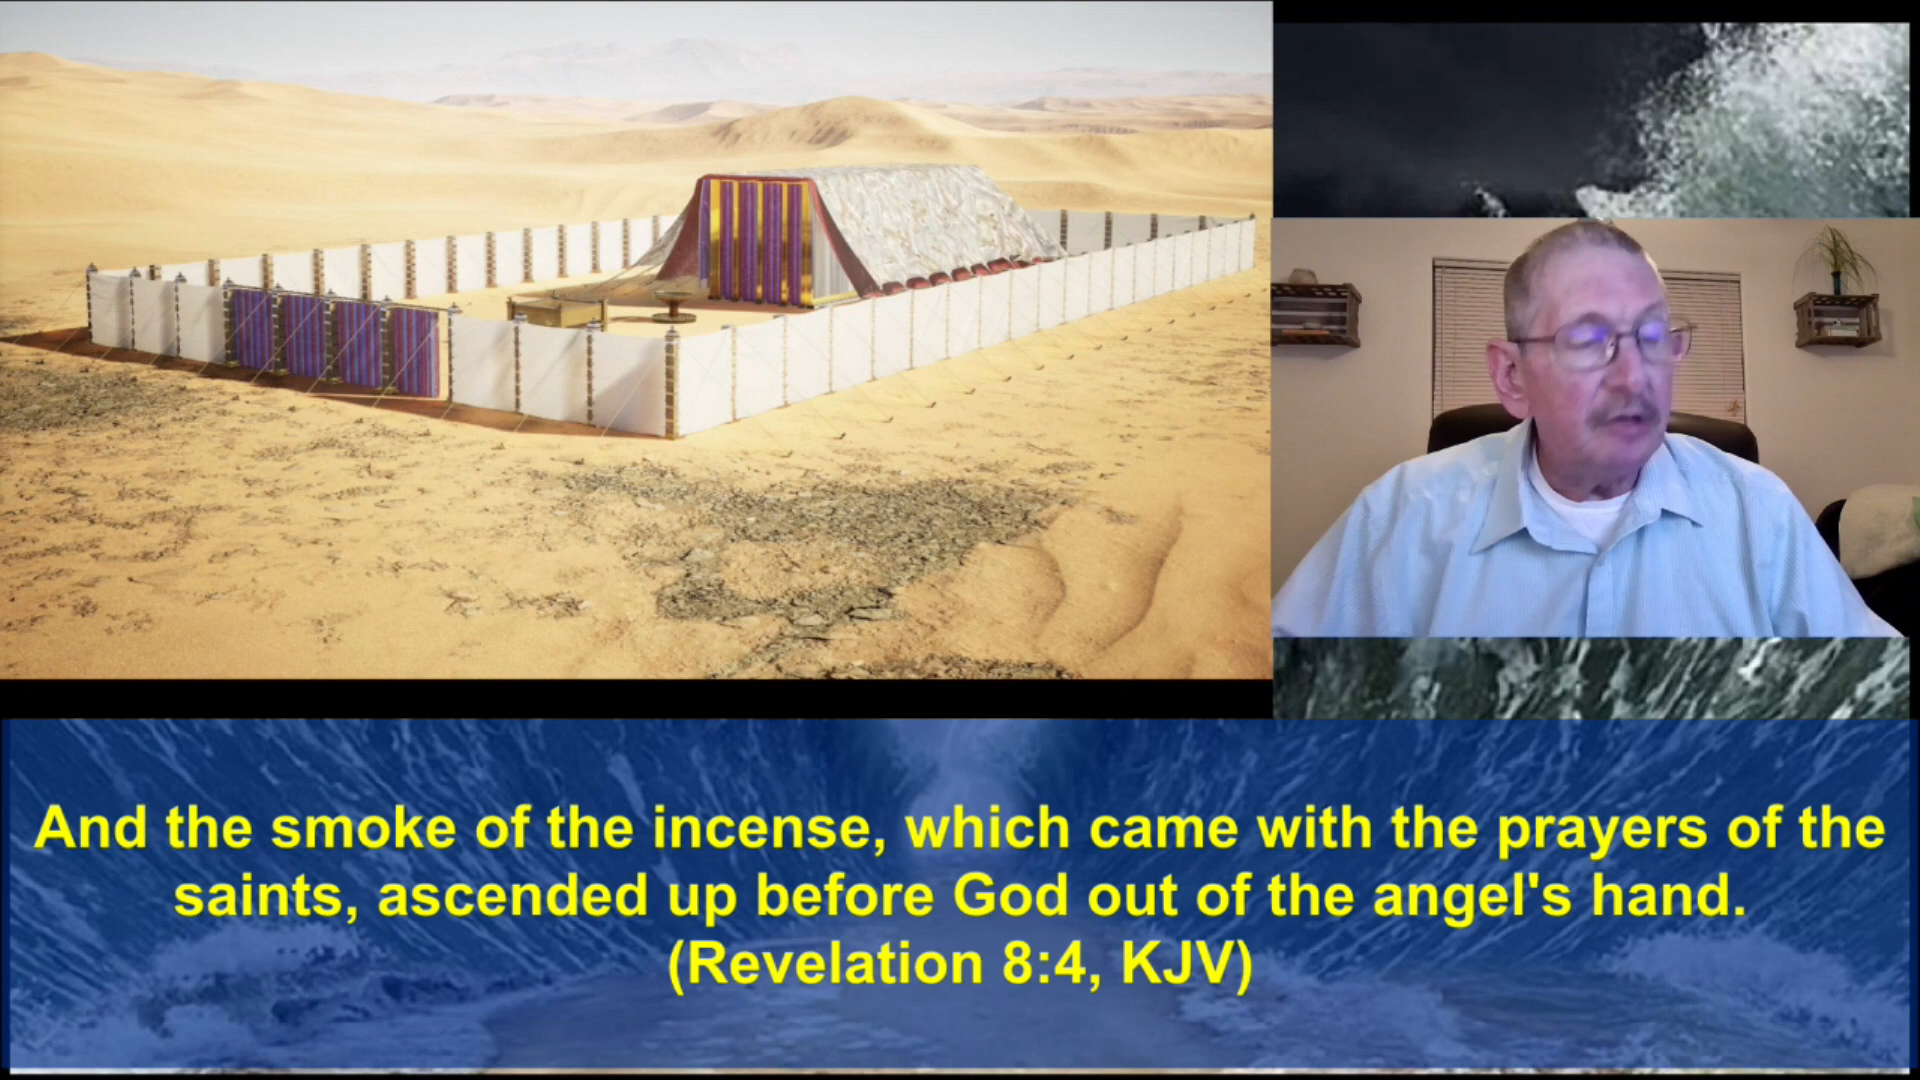 And the smoke of the incense, which came with the prayers of the
saints, ascended up before God out of the angel's hand.
(Revelation 8:4, KJV)